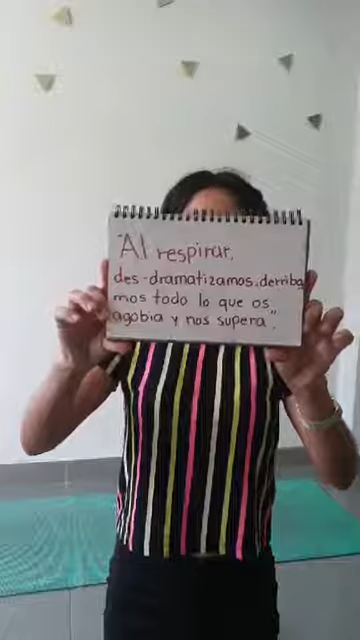 "Al respirar,
des-dramatizamos, derriba
mos todo lo que os
agobia y nos supera".